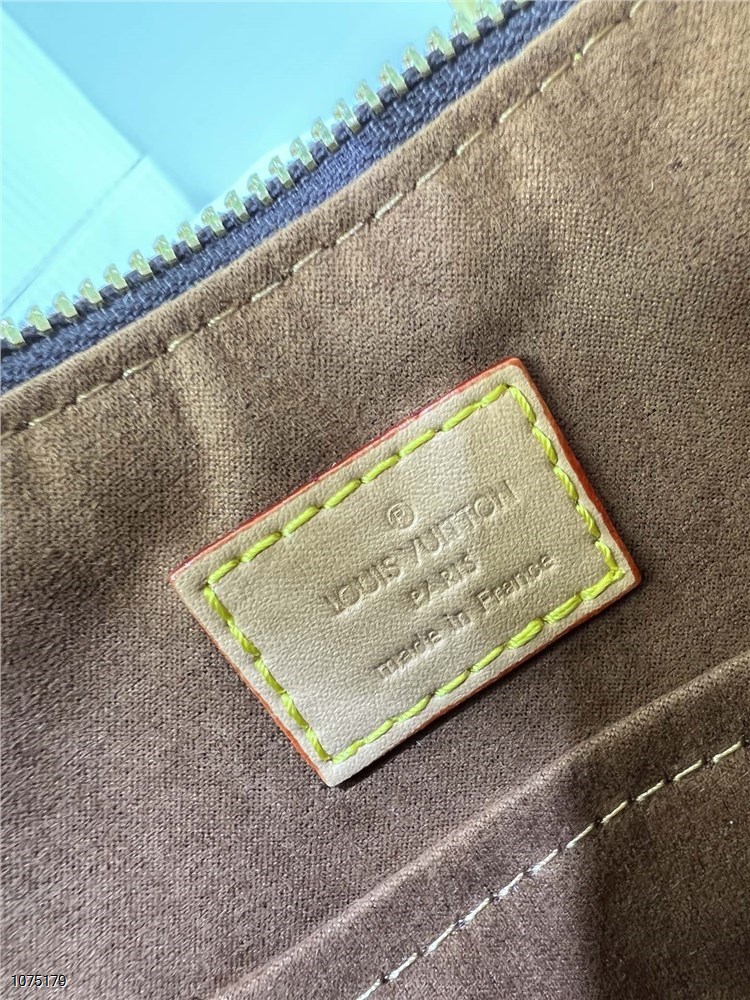 ®
LOUIS VUITTON
PARIS
made in France
1075179